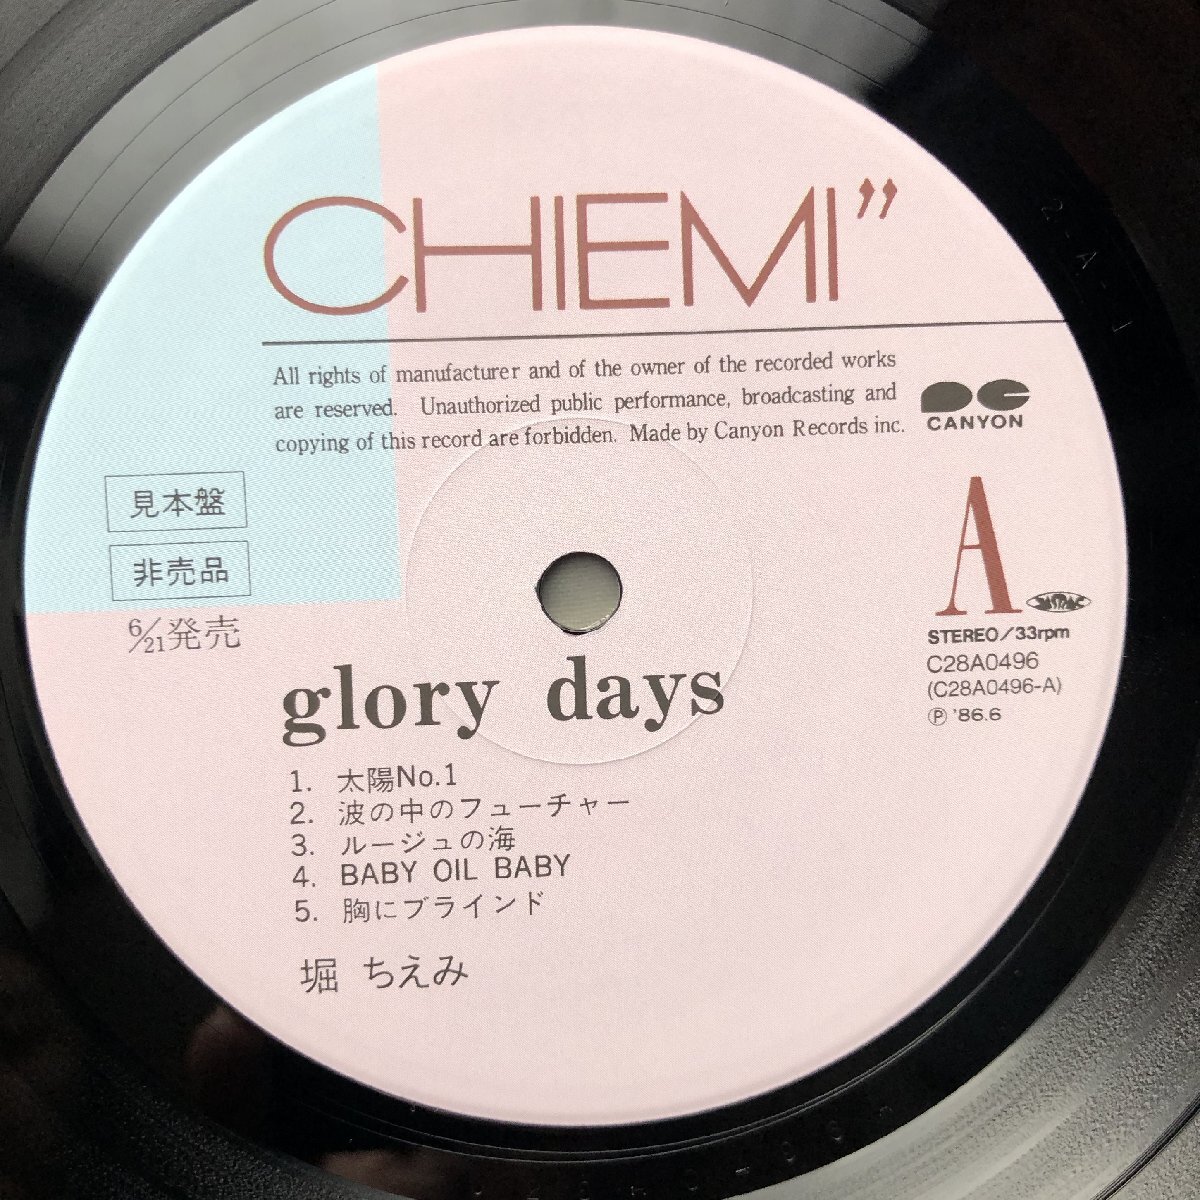 CHIEMI”
All rights of manufacturer and of the owner of the recorded works
are reserved. Unauthorized public performance, broadcasting and
copying of this record are forbidden. Made by Canyon Records inc.
CANYON
見本盤
非売品
6/21発売
A
JASRAC
STEREO/33rpm
C28A0496
(C28A0496-A)
Ⓟ '86.6
glory days
1. 太陽No.1
2. 波の中のフューチャー
3. ルージュの海
4. BABY OIL BABY
5. 胸にブラインド
堀 ちえみ
2-A-1